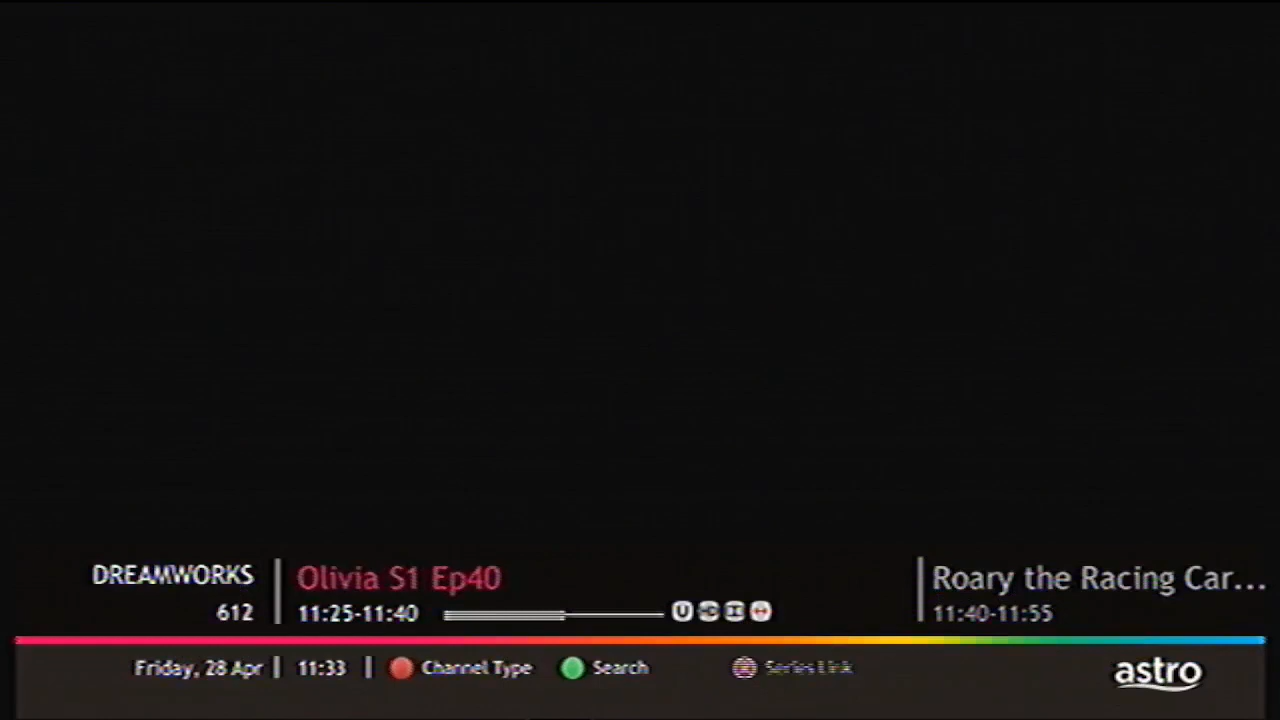 DREAMWORKS
612
Olivia S1 Ep40
11:25-11:40
U HD
Roary the Racing Car...
11:40-11:55
Friday, 28 Apr 11:33 Channel Type Search Series Link
astro